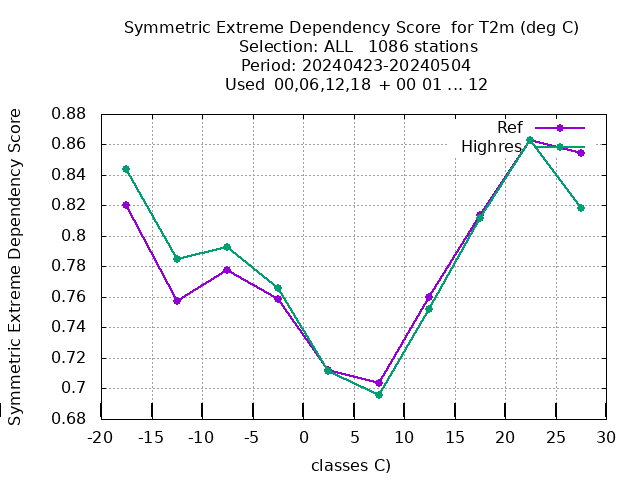 Symmetric Extreme Dependency Score  for T2m (deg C)
Selection: ALL   1086 stations
Period: 20240423-20240504
Used  00,06,12,18 + 00 01 ... 12
Symmetric Extreme Dependency Score
0.88
0.86
0.84
0.82
0.8
0.78
0.76
0.74
0.72
0.7
0.68
Ref
Highres
-20 -15 -10 -5 0 5 10 15 20 25 30
classes C)